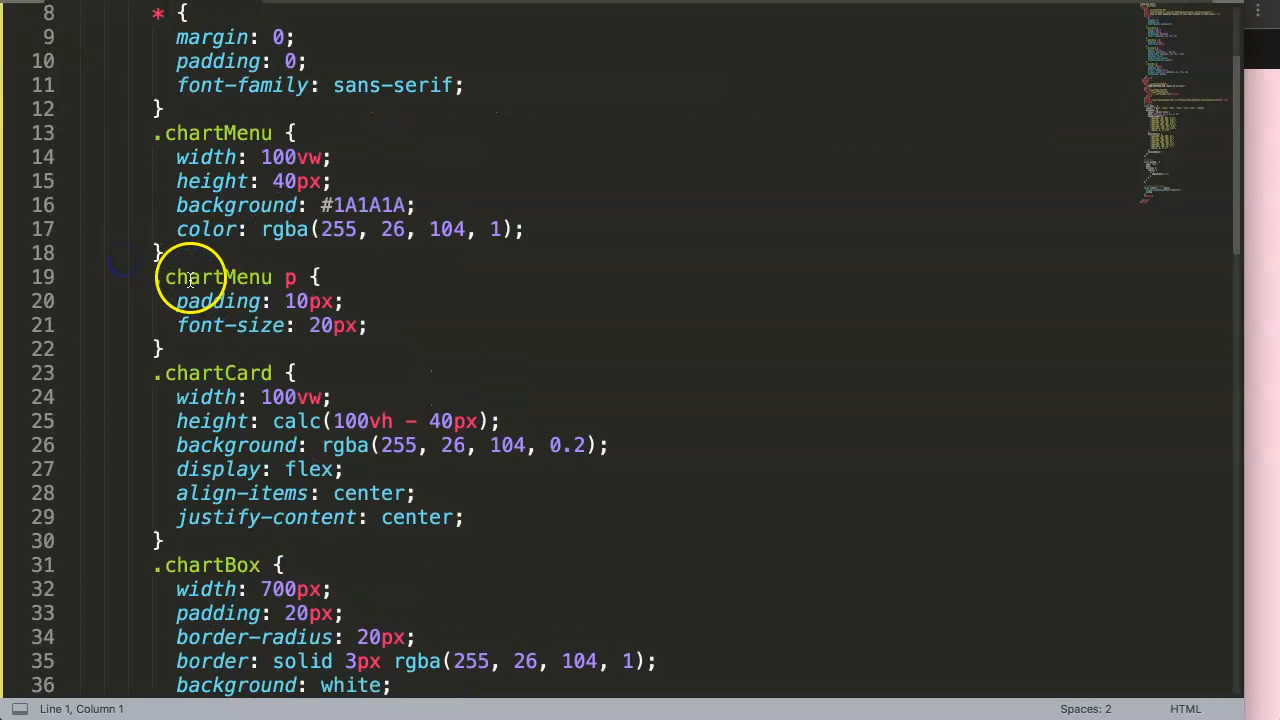 8 * {
9 margin: 0;
10 padding: 0;
11 font-family: sans-serif;
12 }
13 .chartMenu {
14 width: 100vw;
15 height: 40px;
16 background: #1A1A1A;
17 color: rgba(255, 26, 104, 1);
18 }
19 .chartMenu p {
20 padding: 10px;
21 font-size: 20px;
22 }
23 .chartCard {
24 width: 100vw;
25 height: calc(100vh - 40px);
26 background: rgba(255, 26, 104, 0.2);
27 display: flex;
28 align-items: center;
29 justify-content: center;
30 }
31 .chartBox {
32 width: 700px;
33 padding: 20px;
34 border-radius: 20px;
35 border: solid 3px rgba(255, 26, 104, 1);
36 background: white;
Line 1, Column 1 Spaces: 2 HTML